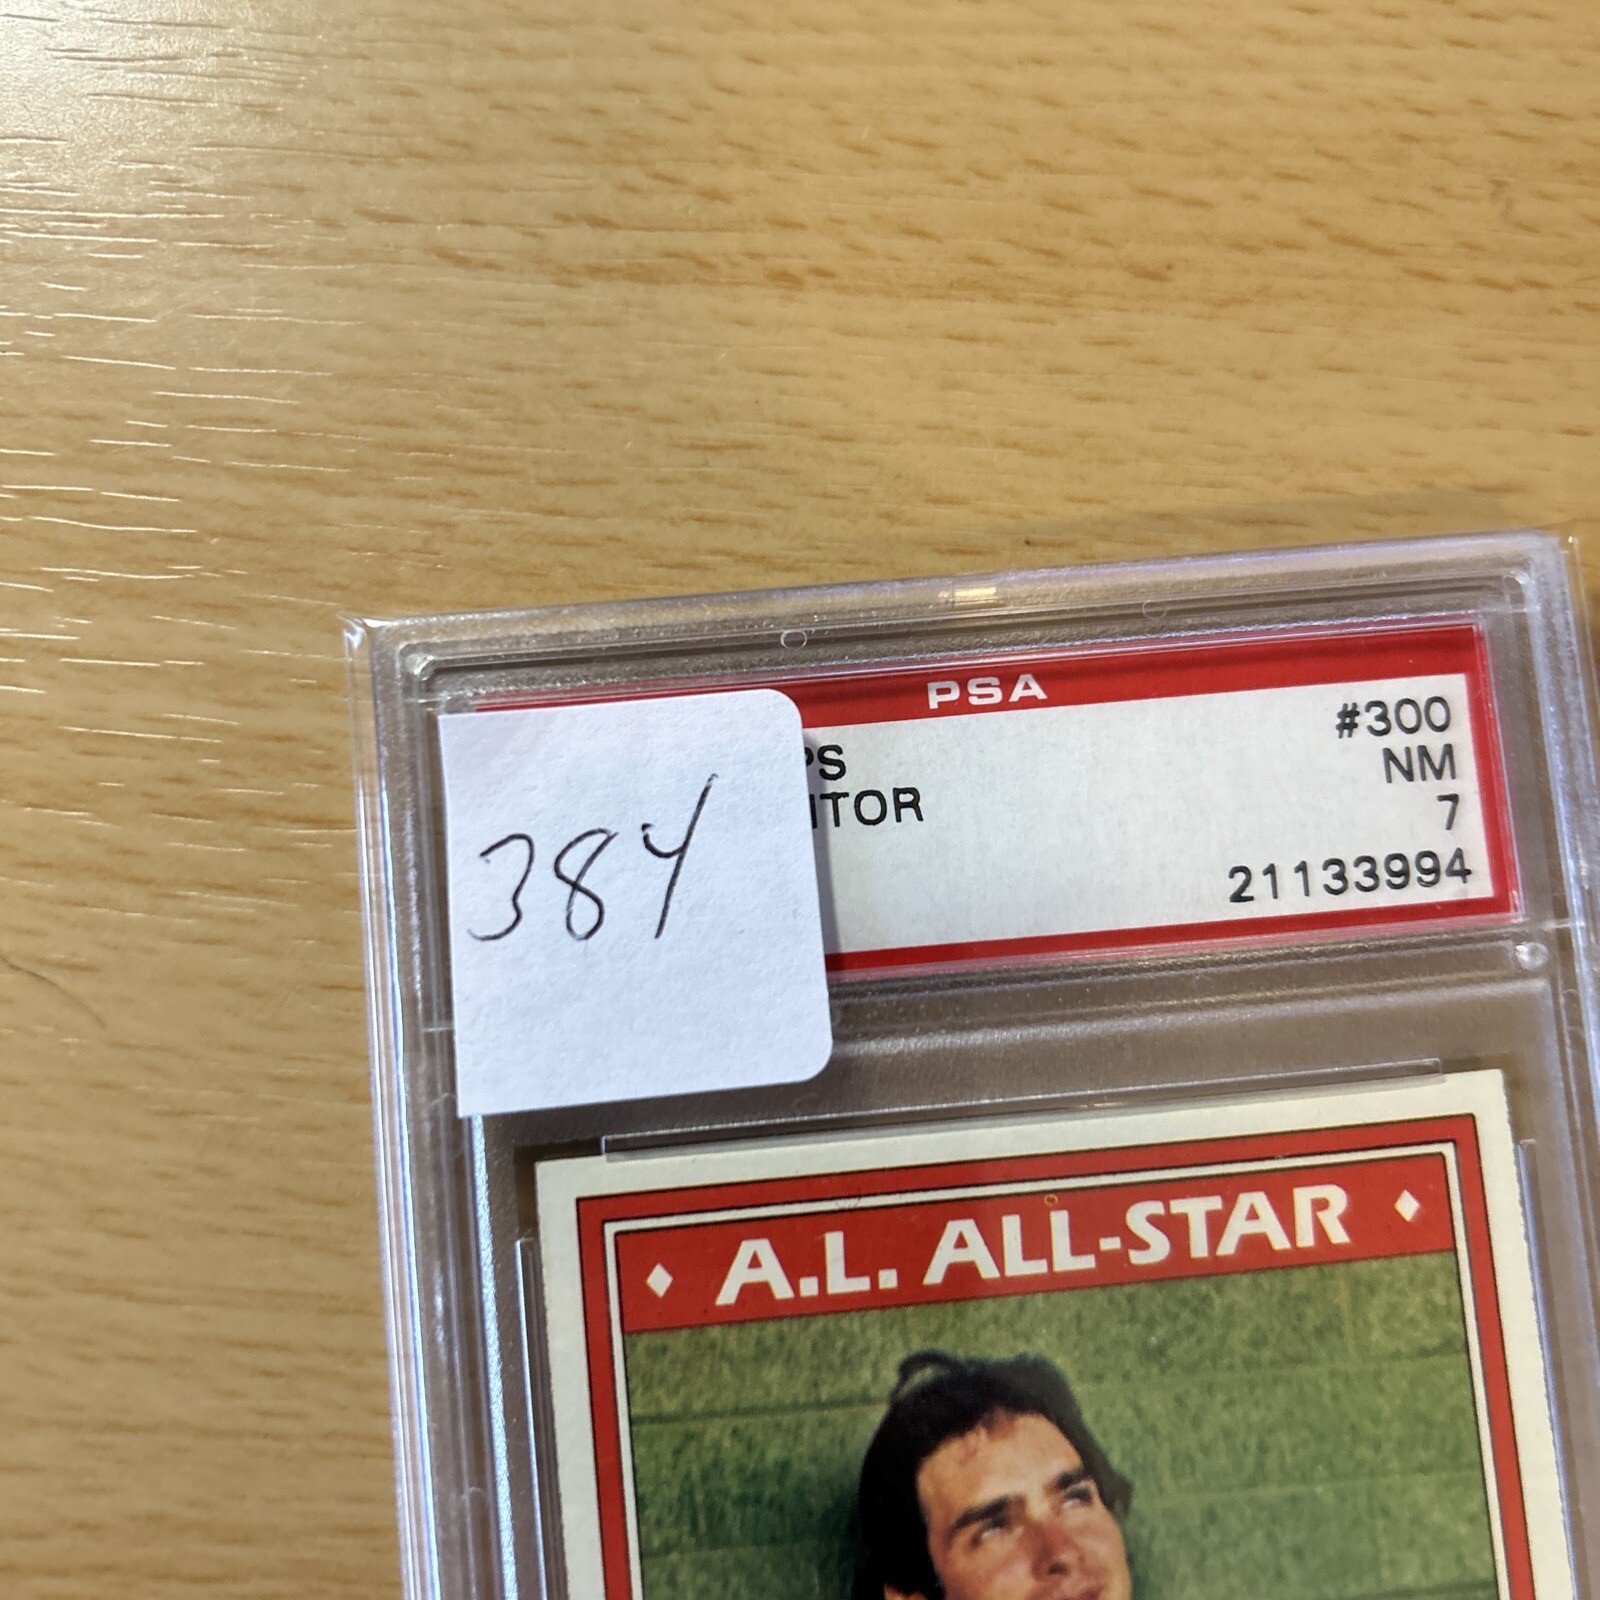 PSA
#300
PS
NM
ITOR
7
21133994
384
A.L. ALL-STAR